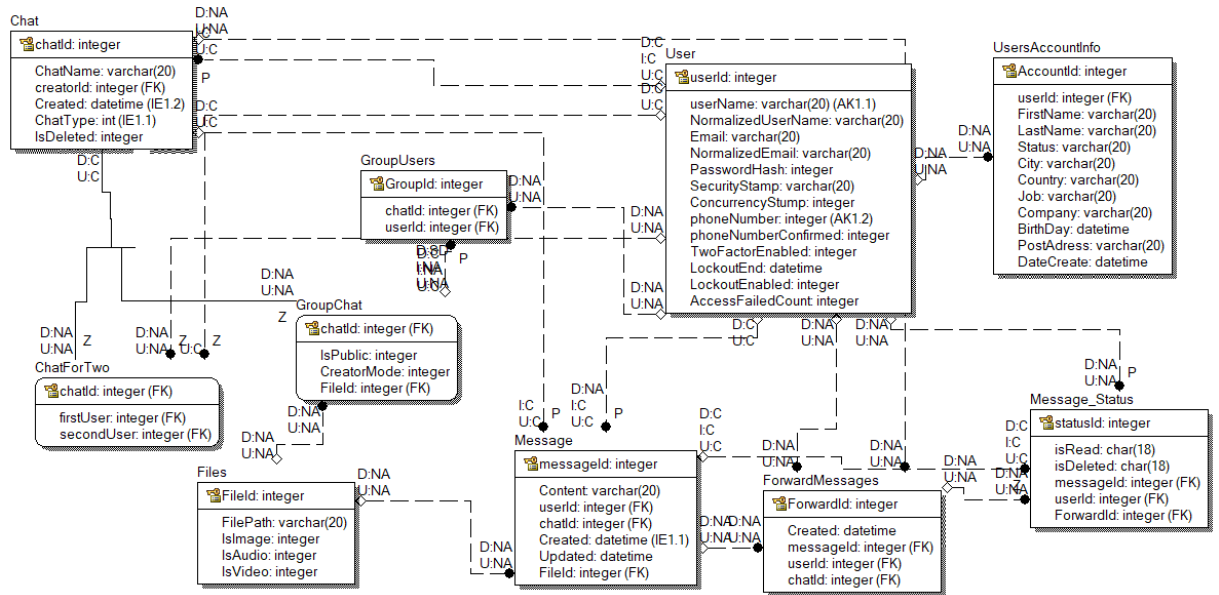 Chat
chatId: integer
ChatName: varchar(20)
creatorId: integer (FK)
Created: datetime (IE1.2)
ChatType: int (IE1.1)
IsDeleted: integer
D:NA
U:NA
U:C
P
D:C
U:C
D:C
U:C
D:C
I:C
U:C
D:C
U:C
User
userId: integer
userName: varchar(20) (AK1.1)
NormalizedUserName: varchar(20)
Email: varchar(20)
NormalizedEmail: varchar(20)
PasswordHash: integer
SecurityStamp: varchar(20)
ConcurrencyStump: integer
phoneNumber: integer (AK1.2)
phoneNumberConfirmed: integer
TwoFactorEnabled: integer
LockoutEnd: datetime
LockoutEnabled: integer
AccessFailedCount: integer
UsersAccountInfo
AccountId: integer
userId: integer (FK)
FirstName: varchar(20)
LastName: varchar(20)
Status: varchar(20)
City: varchar(20)
Country: varchar(20)
Job: varchar(20)
Company: varchar(20)
BirthDay: datetime
PostAdress: varchar(20)
DateCreate: datetime
D:NA
U:NA
D:NA
U:NA
GroupUsers
GroupId: integer
chatId: integer (FK)
userId: integer (FK)
D:NA
U:NA
P
D:NA
U:NA
D:NA
U:NA
D:NA
U:NA
Z
GroupChat
chatId: integer (FK)
IsPublic: integer
CreatorMode: integer
FileId: integer (FK)
D:NA
U:NA
Z
D:NA
U:NA
Z
U:C
Z
ChatForTwo
chatId: integer (FK)
firstUser: integer (FK)
secondUser: integer (FK)
D:NA
U:NA
D:NA
U:NA
Files
FileId: integer
FilePath: varchar(20)
IsImage: integer
IsAudio: integer
IsVideo: integer
D:NA
U:NA
D:NA
U:NA
D:C
U:C
D:NA
U:NA
D:NA
U:NA
I:C
U:C
P
D:NA
I:C
U:C
P
Message
messageId: integer
Content: varchar(20)
userId: integer (FK)
chatId: integer (FK)
Created: datetime (IE1.1)
Updated: datetime
FileId: integer (FK)
D:C
I:C
U:C
D:NA
U:NA
D:NA
U:NA
D:NA
U:NA
D:NA
U:NA
ForwardMessages
ForwardId: integer
Created: datetime
messageId: integer (FK)
userId: integer (FK)
chatId: integer (FK)
D:NA
U:NA
D:NA
U:NA
P
D:C
I:C
U:C
D:NA
U:NA
Z
Message_Status
statusId: integer
isRead: char(18)
isDeleted: char(18)
messageId: integer (FK)
userId: integer (FK)
ForwardId: integer (FK)